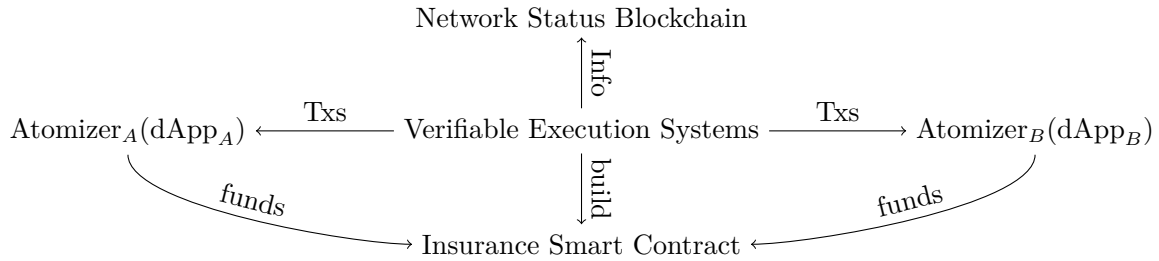 Network Status Blockchain
Info
Atomizer_A(dApp_A)
Txs
Verifiable Execution Systems
Txs
Atomizer_B(dApp_B)
build
funds
funds
Insurance Smart Contract